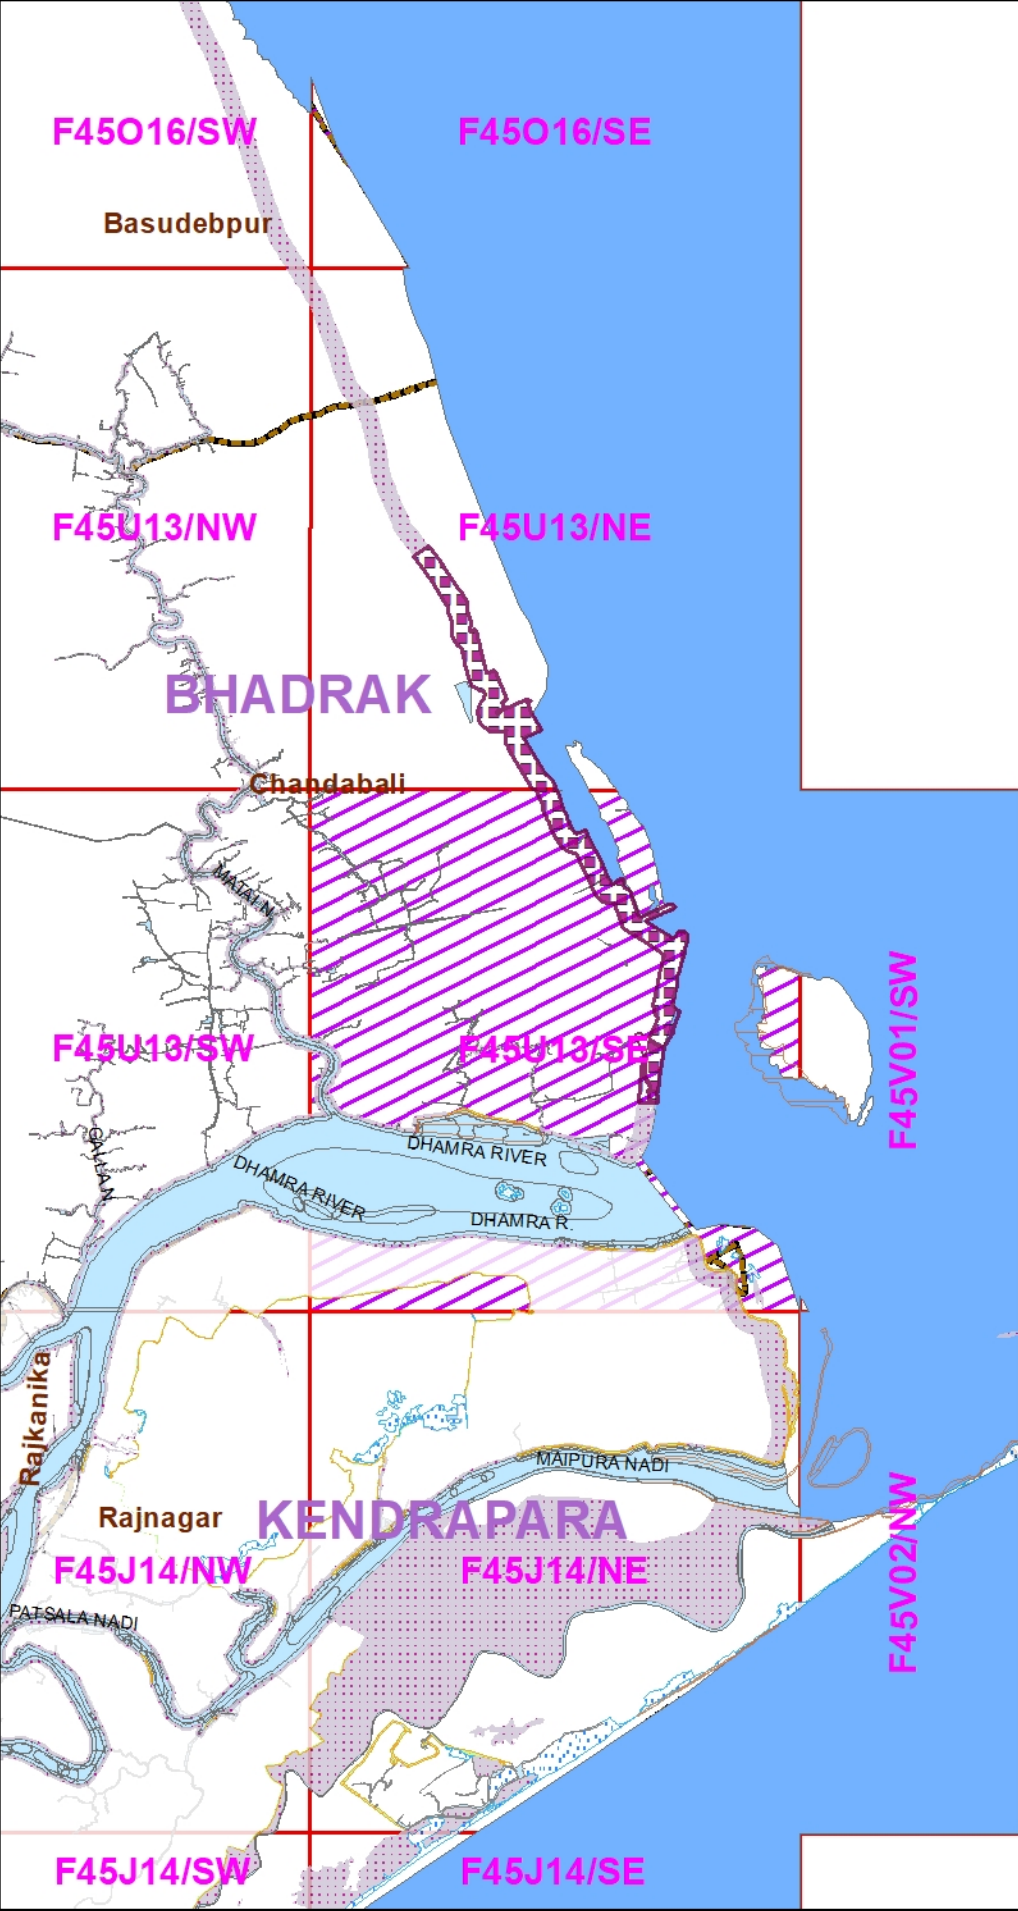 F45O16/SW
F45O16/SE
Basudebpur
F45U13/NW
F45U13/NE
BHADRAK
Chandabali
MATAI N.
F45U13/SW
F45U13/SE
F45V01/SW
DHAMRA RIVER
DHAMRA RIVER
DHAMRA R.
Rajkanika
MAIPURA NADI
Rajnagar
KENDRAPARA
F45J14/NW
F45J14/NE
F45V02/NW
PATSALA NADI
F45J14/SW
F45J14/SE